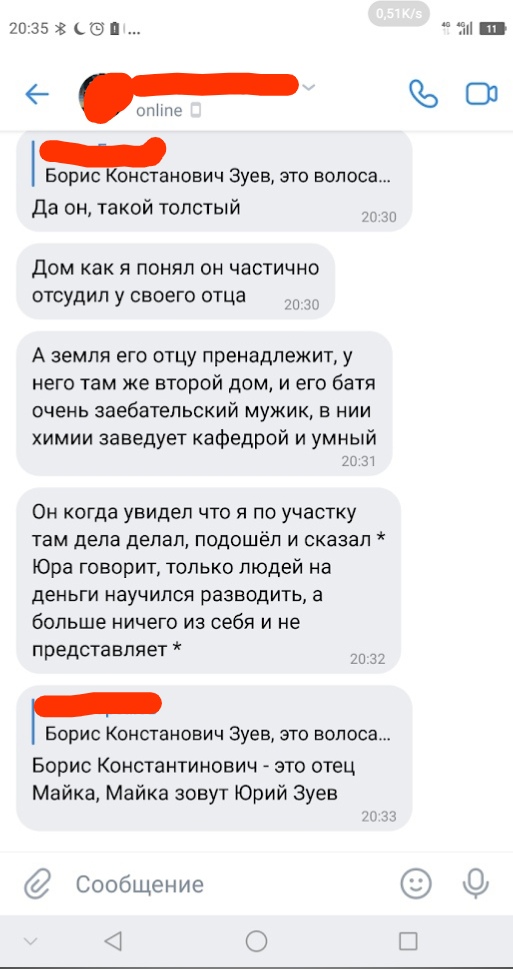 0,51K/s
20:35
...
4G 4G 11
online
Борис Констанович Зуев, это волоса...
Да он, такой толстый
20:30
Дом как я понял он частично
отсудил у своего отца
20:30
А земля его отцу пренадлежит, у
него там же второй дом, и его батя
очень заебательский мужик, в нии
химии заведует кафедрой и умный
20:31
Он когда увидел что я по участку
там дела делал, подошёл и сказал *
Юра говорит, только людей на
деньги научился разводить, а
больше ничего из себя и не
представляет *
20:32
Борис Констанович Зуев, это волоса...
Борис Константинович - это отец
Майка, Майка зовут Юрий Зуев
20:33
Сообщение